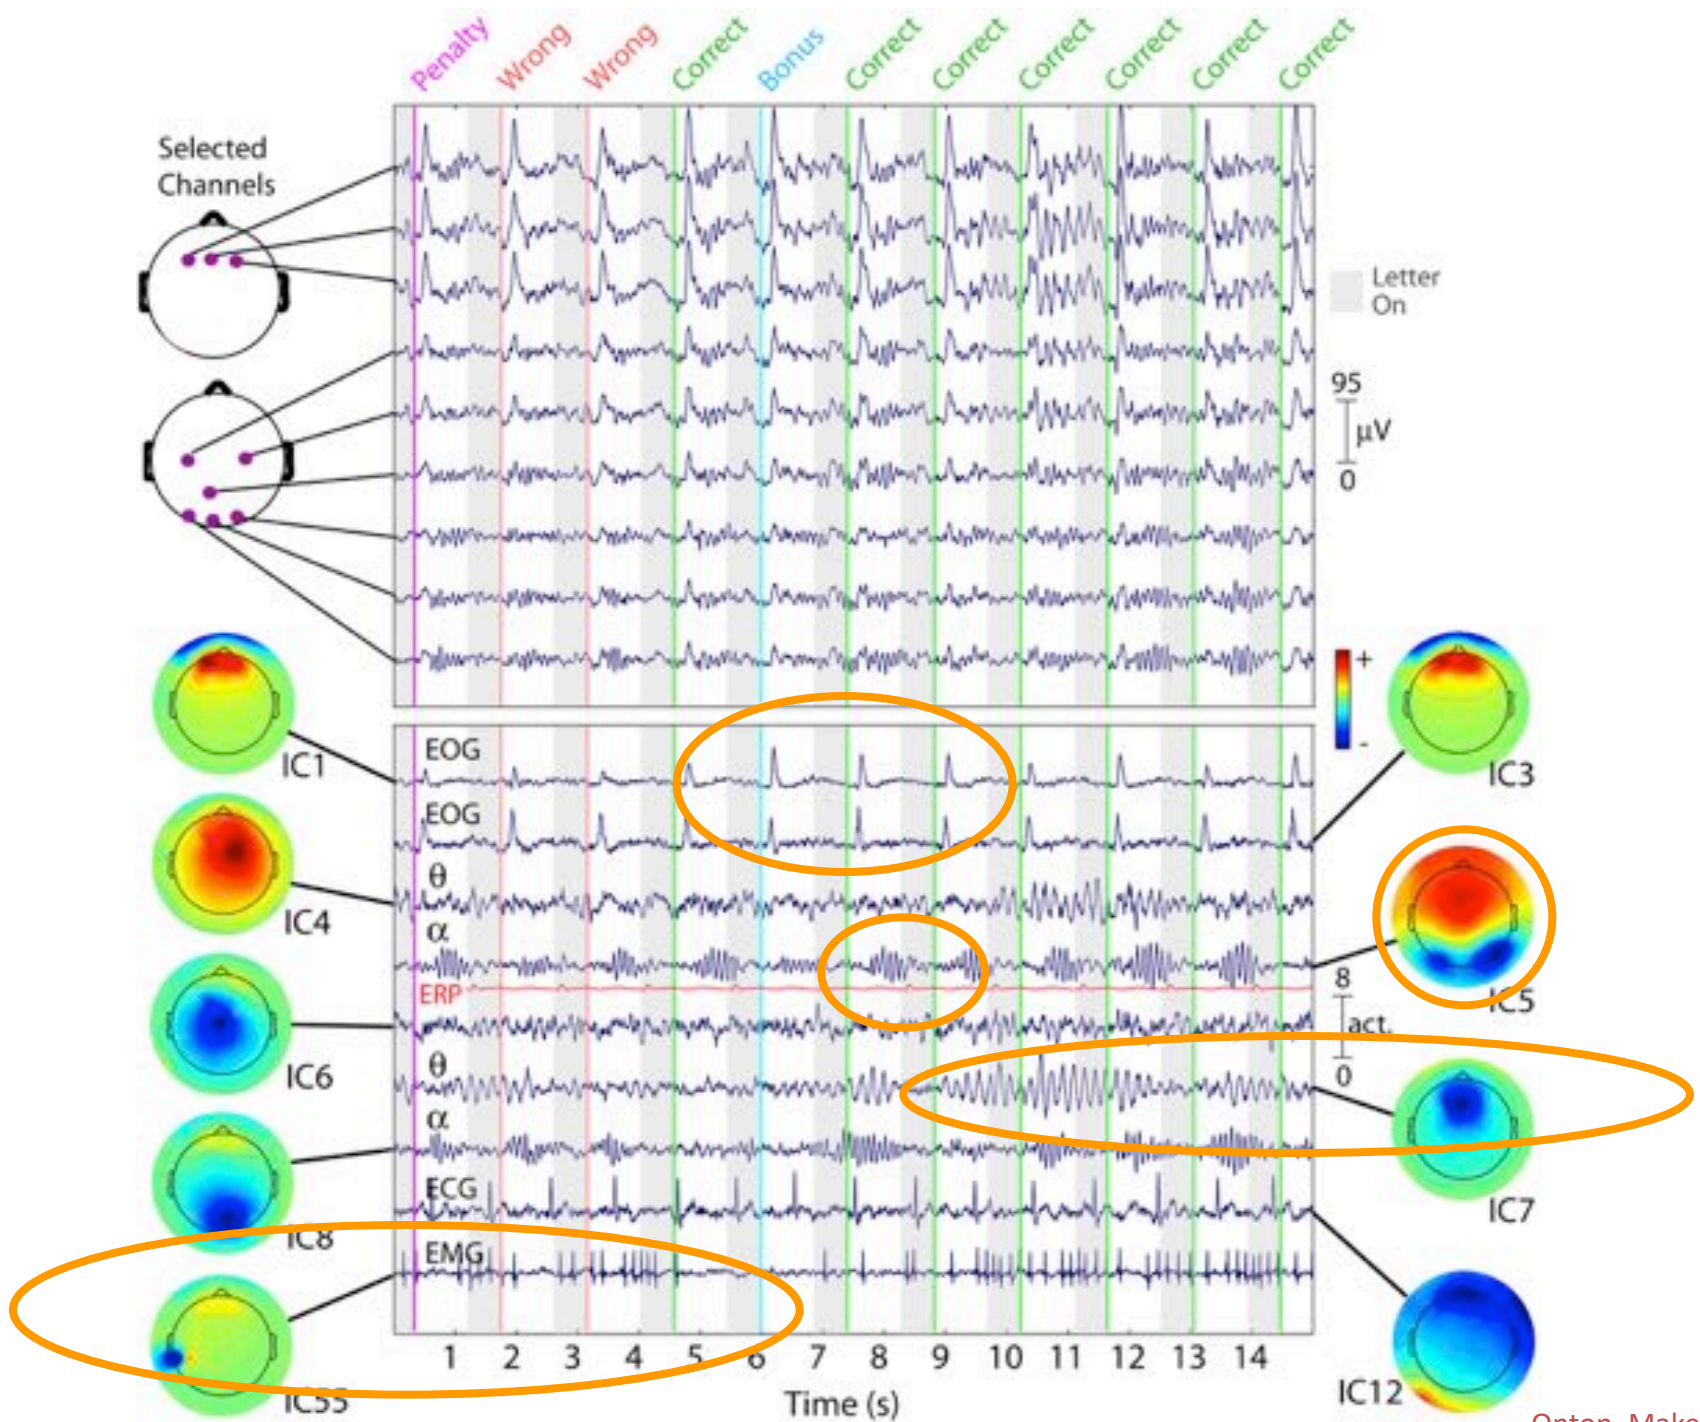 Penalty
Wrong
Wrong
Correct
Bonus
Correct
Correct
Correct
Correct
Correct
Correct
Selected
Channels
Letter
On
95
μV
0
+
-
EOG
IC1
IC3
EOG
θ
IC4
α
IC5
8
ERP
act.
0
IC6
θ
IC7
α
IC8
ECG
EMG
IC55
IC12
1 2 3 4 5 6 7 8 9 10 11 12 13 14
Time (s)